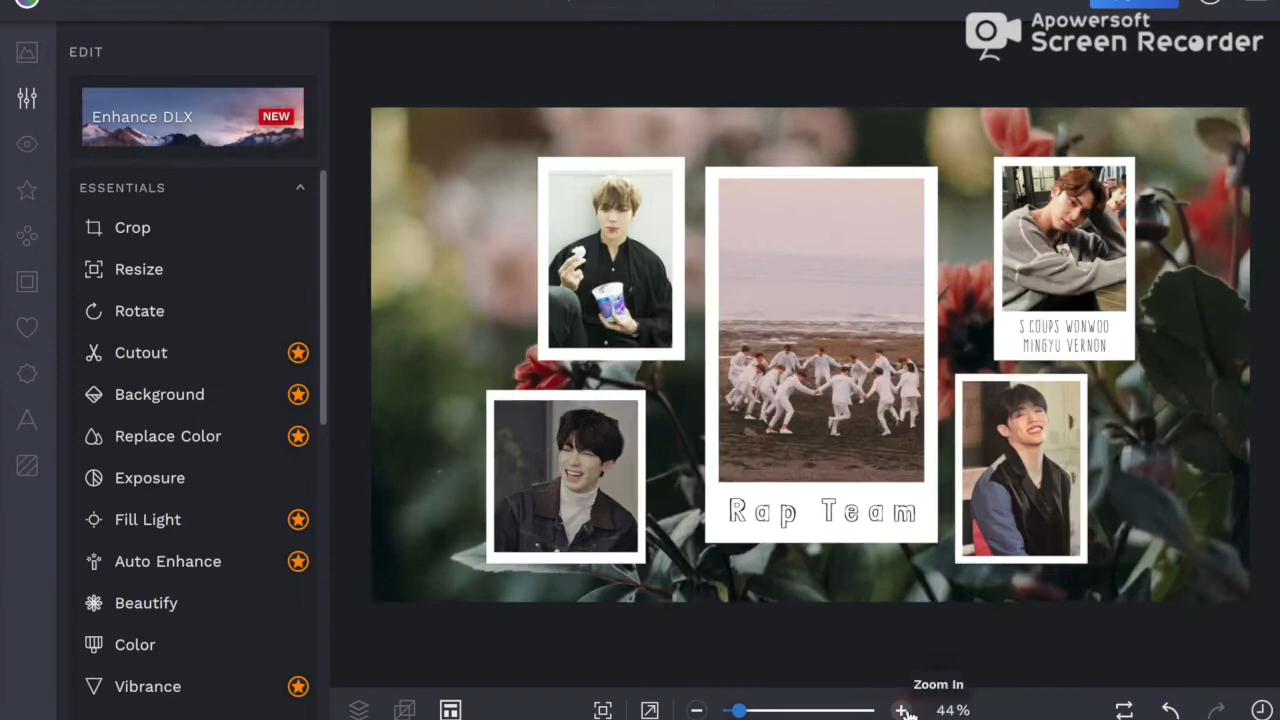 Apowersoft
Screen Recorder
EDIT
Enhance DLX
NEW
ESSENTIALS
Crop
Resize
Rotate
Cutout
Background
Replace Color
Exposure
Fill Light
Auto Enhance
Beautify
Color
Vibrance
S.COUPS WONWOO
MINGYU VERNON
Rap Team
Zoom In
44%